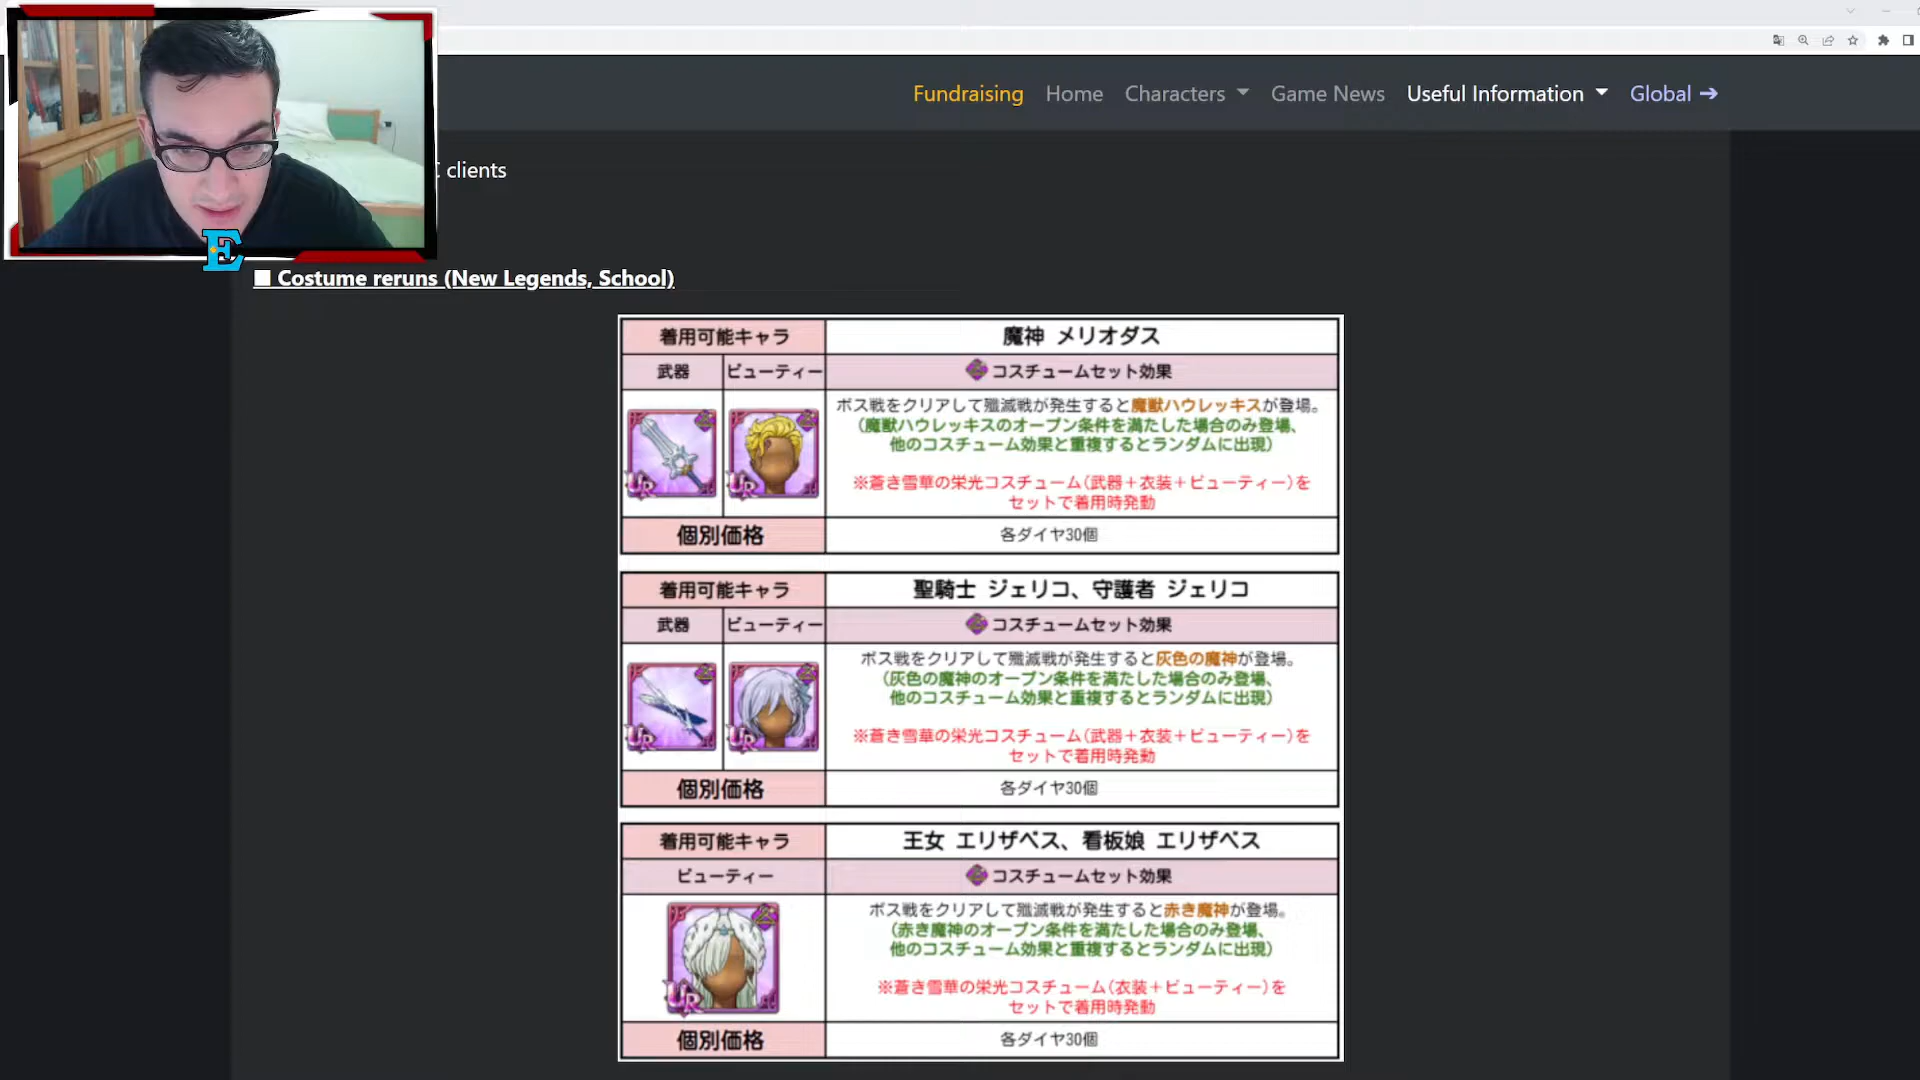 Fundraising Home Characters Game News Useful Information Global
clients
E
■ Costume reruns (New Legends, School)
着用可能キャラ 魔神 メリオダス
武器 ビューティー コスチュームセット効果
ボス戦をクリアして殲滅戦が発生すると魔獣ハウレッキスが登場。
(魔獣ハウレッキスのオープン条件を満たした場合のみ登場、
他のコスチューム効果と重複するとランダムに出現)
UR UR
※蒼き雪華の栄光コスチューム(武器+衣装+ビューティー)を
セットで着用時発動
個別価格 各ダイヤ30個
着用可能キャラ 聖騎士 ジェリコ、守護者 ジェリコ
武器 ビューティー コスチュームセット効果
ボス戦をクリアして殲滅戦が発生すると灰色の魔神が登場。
(灰色の魔神のオープン条件を満たした場合のみ登場、
他のコスチューム効果と重複するとランダムに出現)
UR UR
※蒼き雪華の栄光コスチューム(武器+衣装+ビューティー)を
セットで着用時発動
個別価格 各ダイヤ30個
着用可能キャラ 王女 エリザベス、看板娘 エリザベス
ビューティー コスチュームセット効果
ボス戦をクリアして殲滅戦が発生すると赤き魔神が登場。
(赤き魔神のオープン条件を満たした場合のみ登場、
他のコスチューム効果と重複するとランダムに出現)
UR
※蒼き雪華の栄光コスチューム(衣装+ビューティー)を
セットで着用時発動
個別価格 各ダイヤ30個